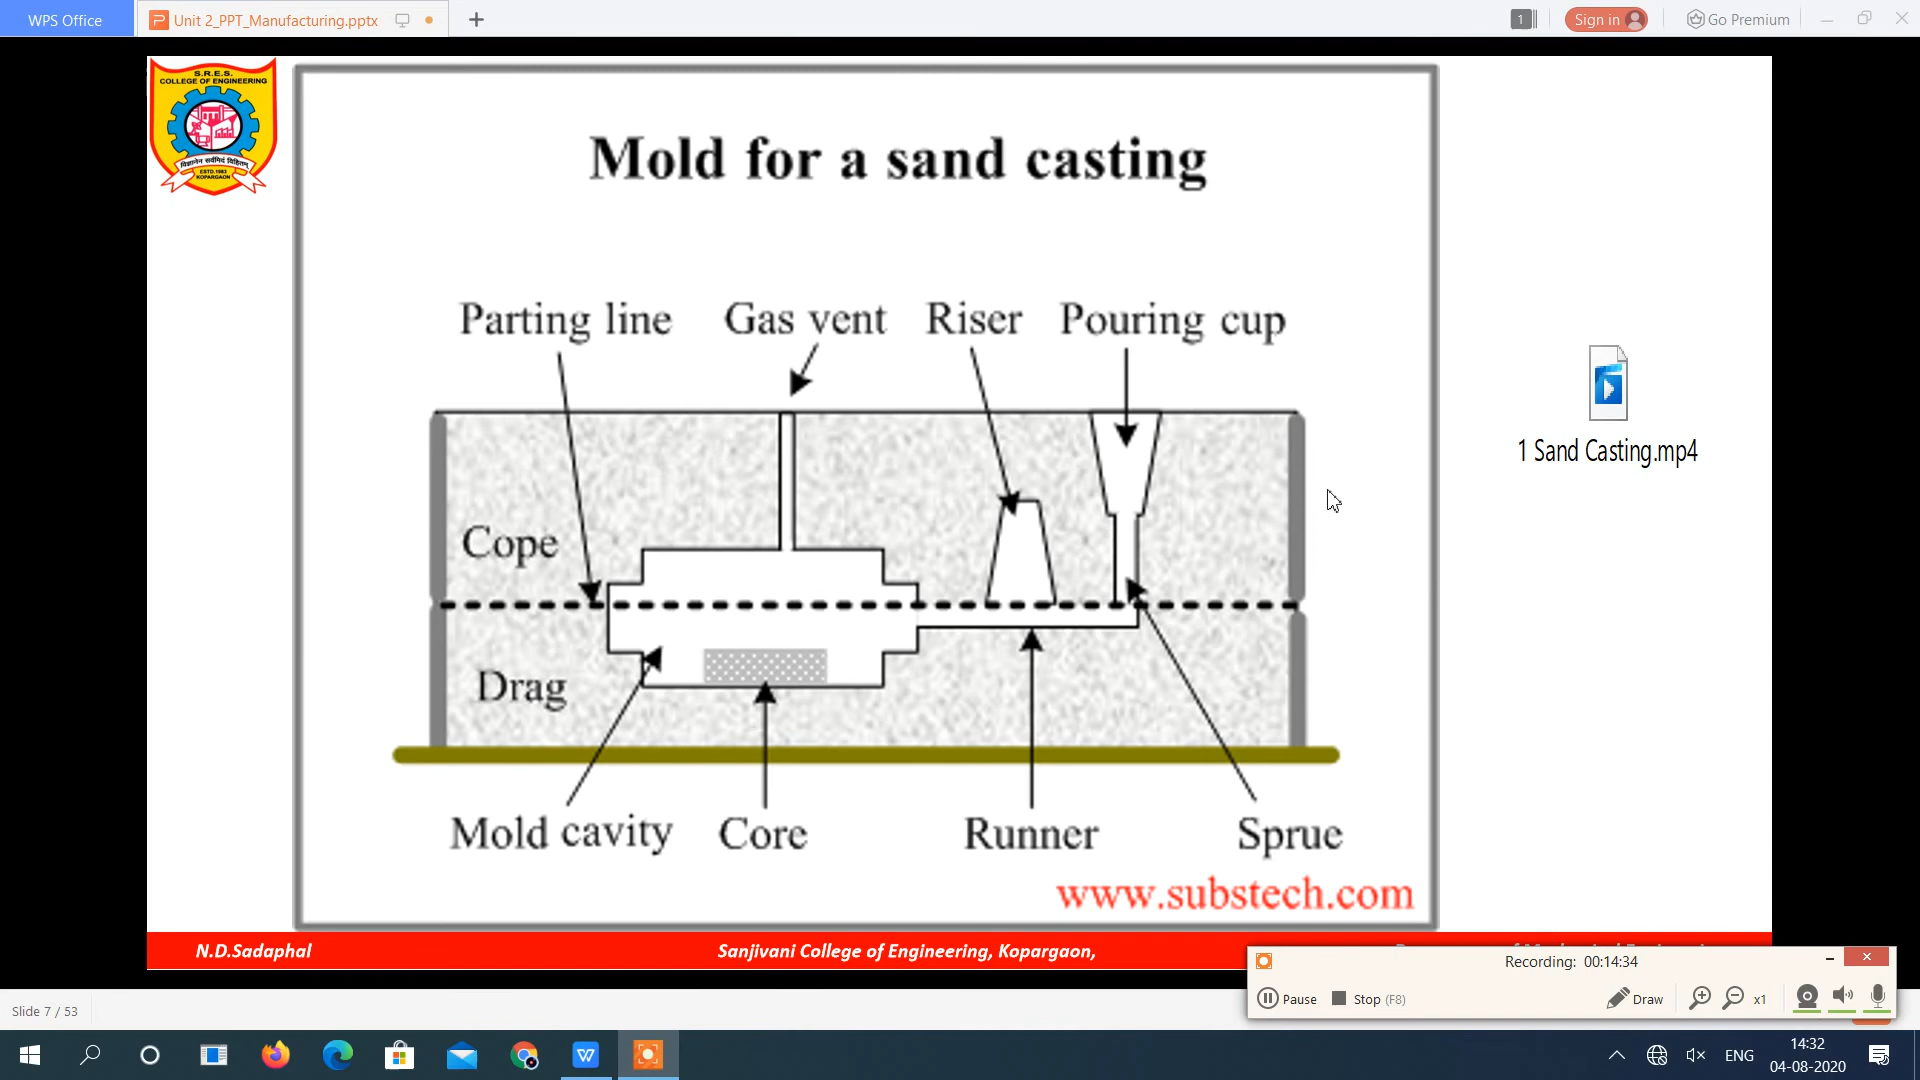 WPS Office
Unit 2_PPT_Manufacturing.pptx
1
Sign in
Go Premium
S.R.E.S.
COLLEGE OF ENGINEERING
ESTD.1983
KOPARGAON
Mold for a sand casting
Parting line
Gas vent
Riser
Pouring cup
Cope
Drag
Mold cavity
Core
Runner
Sprue
www.substech.com
1 Sand Casting.mp4
N.D.Sadaphal
Sanjivani College of Engineering, Kopargaon,
Recording: 00:14:34
Pause
Stop (F8)
Draw
x1
Slide 7 / 53
ENG
14:32
04-08-2020